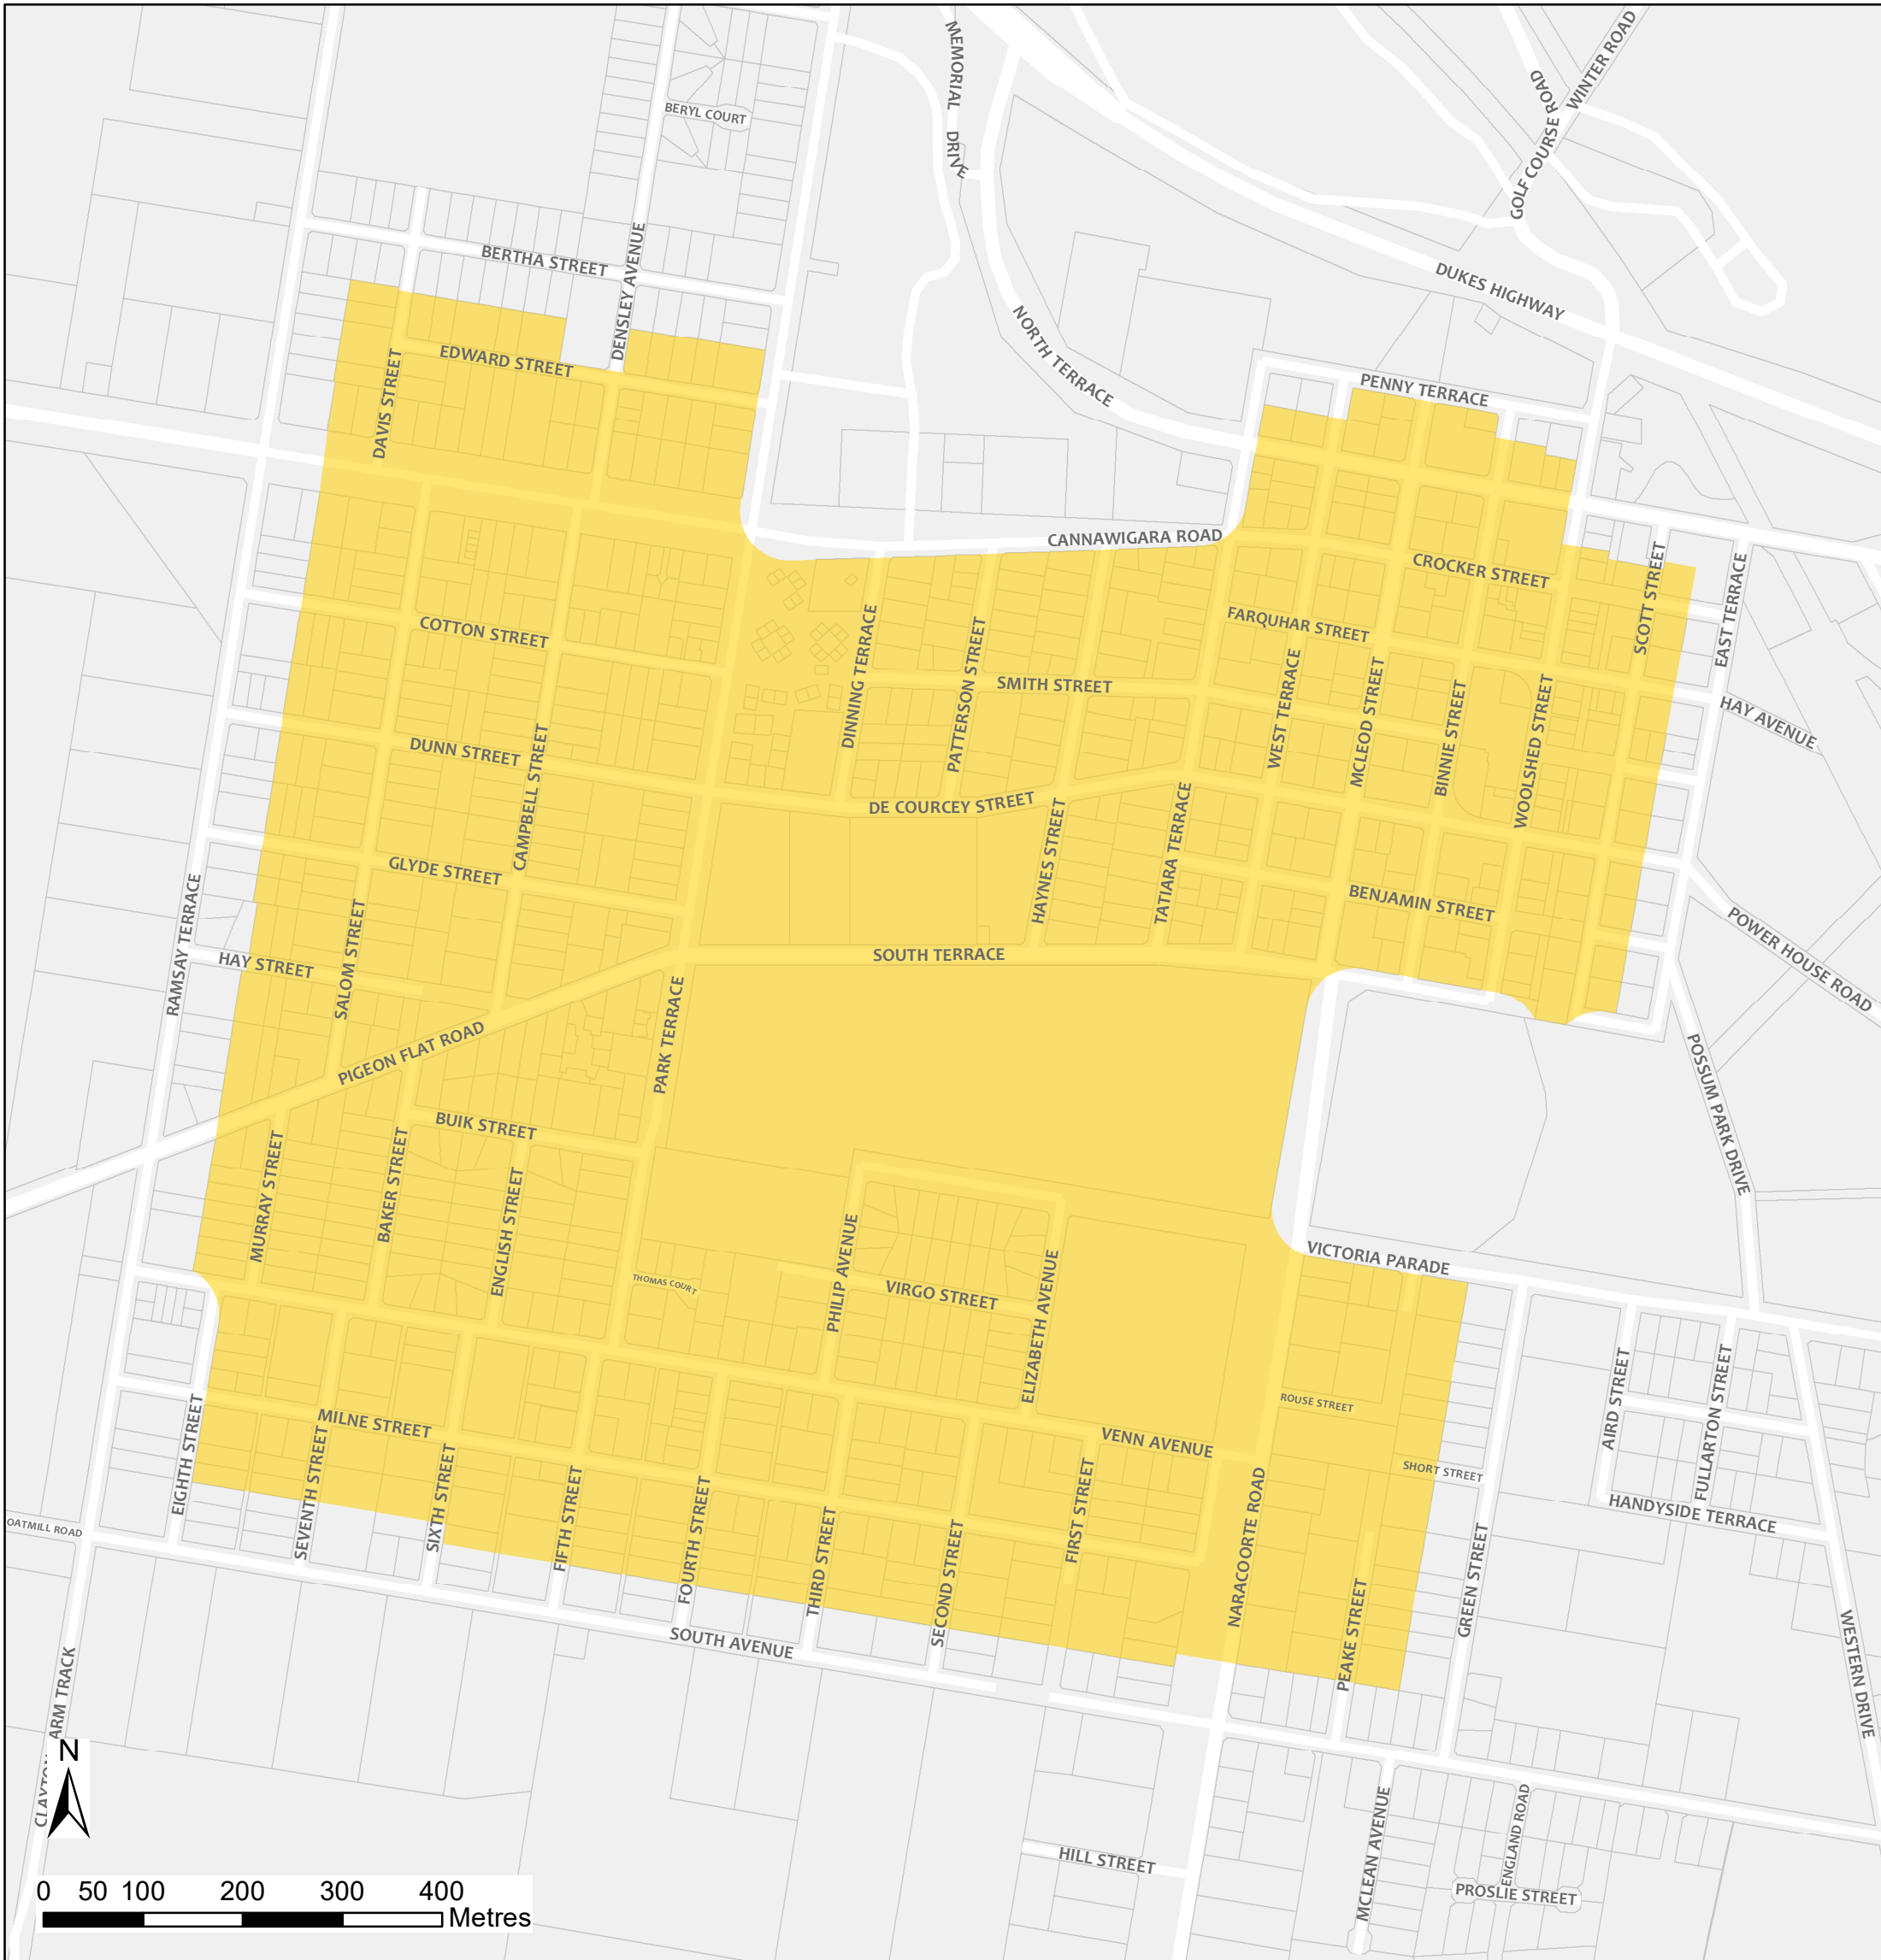 MEMORIAL DRIVE
WINTER ROAD
GOLF COURSE ROAD
BERYL COURT
BERTHA STREET
DENSLEY AVENUE
DUKES HIGHWAY
NORTH TERRACE
EDWARD STREET
DAVIS STREET
PENNY TERRACE
CANNAWIGARA ROAD
CROCKER STREET
SCOTT STREET
EAST TERRACE
COTTON STREET
FARQUHAR STREET
DINNING TERRACE
PATTERSON STREET
SMITH STREET
WEST TERRACE
MCLEOD STREET
BINNIE STREET
WOOLSHED STREET
HAY AVENUE
DUNN STREET
CAMPBELL STREET
DE COURCEY STREET
HAYNES STREET
TATIARA TERRACE
GLYDE STREET
BENJAMIN STREET
RAMSAY TERRACE
SALOM STREET
HAY STREET
SOUTH TERRACE
POWER HOUSE ROAD
PARK TERRACE
PIGEON FLAT ROAD
POSSUM PARK DRIVE
BUIK STREET
MURRAY STREET
BAKER STREET
ENGLISH STREET
THOMAS COURT
PHILIP AVENUE
VIRGO STREET
ELIZABETH AVENUE
VICTORIA PARADE
ROUSE STREET
AIRD STREET
FULLARTON STREET
MILNE STREET
VENN AVENUE
SHORT STREET
HANDYSIDE TERRACE
OATMILL ROAD
EIGHTH STREET
SEVENTH STREET
SIXTH STREET
FIFTH STREET
FOURTH STREET
THIRD STREET
SECOND STREET
FIRST STREET
NARACOORTE ROAD
PEAKE STREET
GREEN STREET
WESTERN DRIVE
SOUTH AVENUE
ARM TRACK
N
HILL STREET
MCLEAN AVENUE
ENGLAND ROAD
PROSLIE STREET
0 50 100 200 300 400
Metres